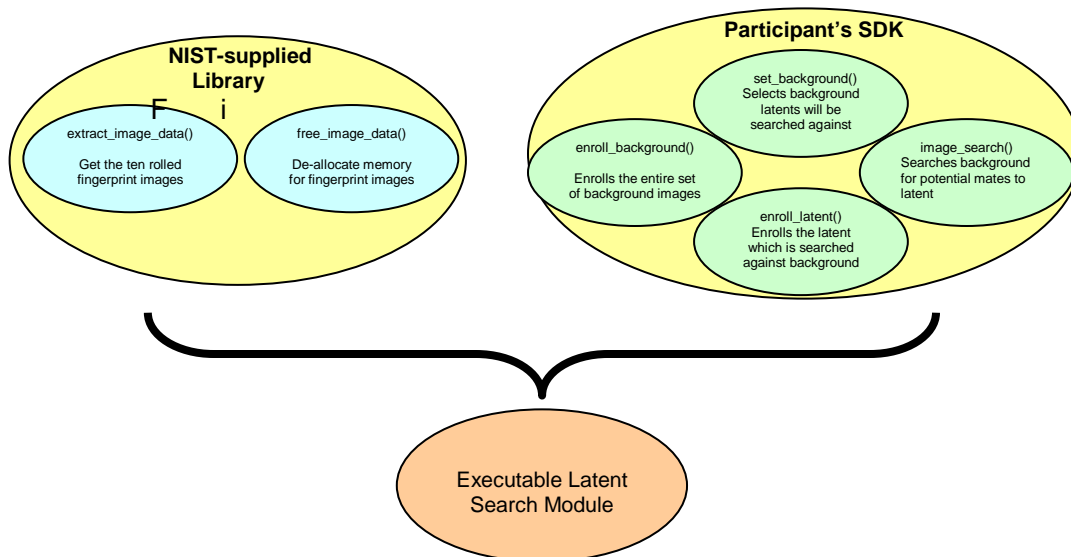 NIST-supplied
Library
F i
extract_image_data()
Get the ten rolled
fingerprint images
free_image_data()
De-allocate memory
for fingerprint images
Participant's SDK
set_background()
Selects background
latents will be
searched against
enroll_background()
Enrolls the entire set
of background images
image_search()
Searches background
for potential mates to
latent
enroll_latent()
Enrolls the latent
which is searched
against background
Executable Latent
Search Module